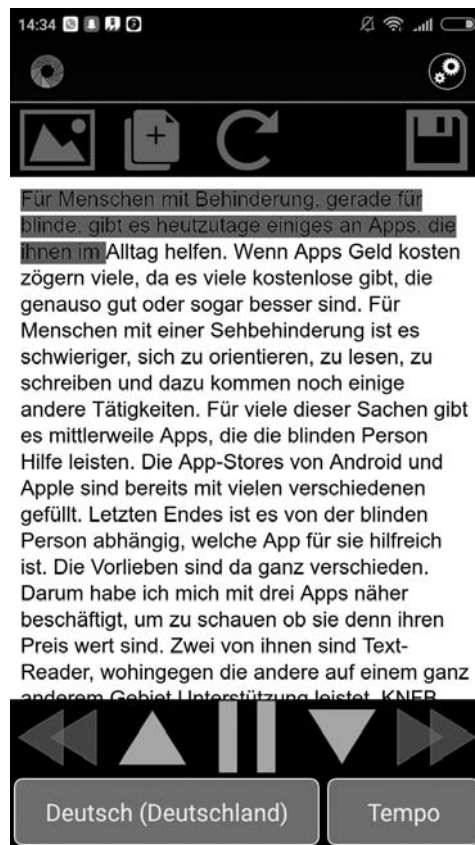 14:34
Für Menschen mit Behinderung, gerade für
blinde, gibt es heutzutage einiges an Apps, die
ihnen im Alltag helfen. Wenn Apps Geld kosten
zögern viele, da es viele kostenlose gibt, die
genauso gut oder sogar besser sind. Für
Menschen mit einer Sehbehinderung ist es
schwieriger, sich zu orientieren, zu lesen, zu
schreiben und dazu kommen noch einige
andere Tätigkeiten. Für viele dieser Sachen gibt
es mittlerweile Apps, die die blinden Person
Hilfe leisten. Die App-Stores von Android und
Apple sind bereits mit vielen verschiedenen
gefüllt. Letzten Endes ist es von der blinden
Person abhängig, welche App für sie hilfreich
ist. Die Vorlieben sind da ganz verschieden.
Darum habe ich mich mit drei Apps näher
beschäftigt, um zu schauen ob sie denn ihren
Preis wert sind. Zwei von ihnen sind Text-
Reader, wohingegen die andere auf einem ganz
anderem Gebiet Unterstützung leistet. KNFB
Deutsch (Deutschland)
Tempo